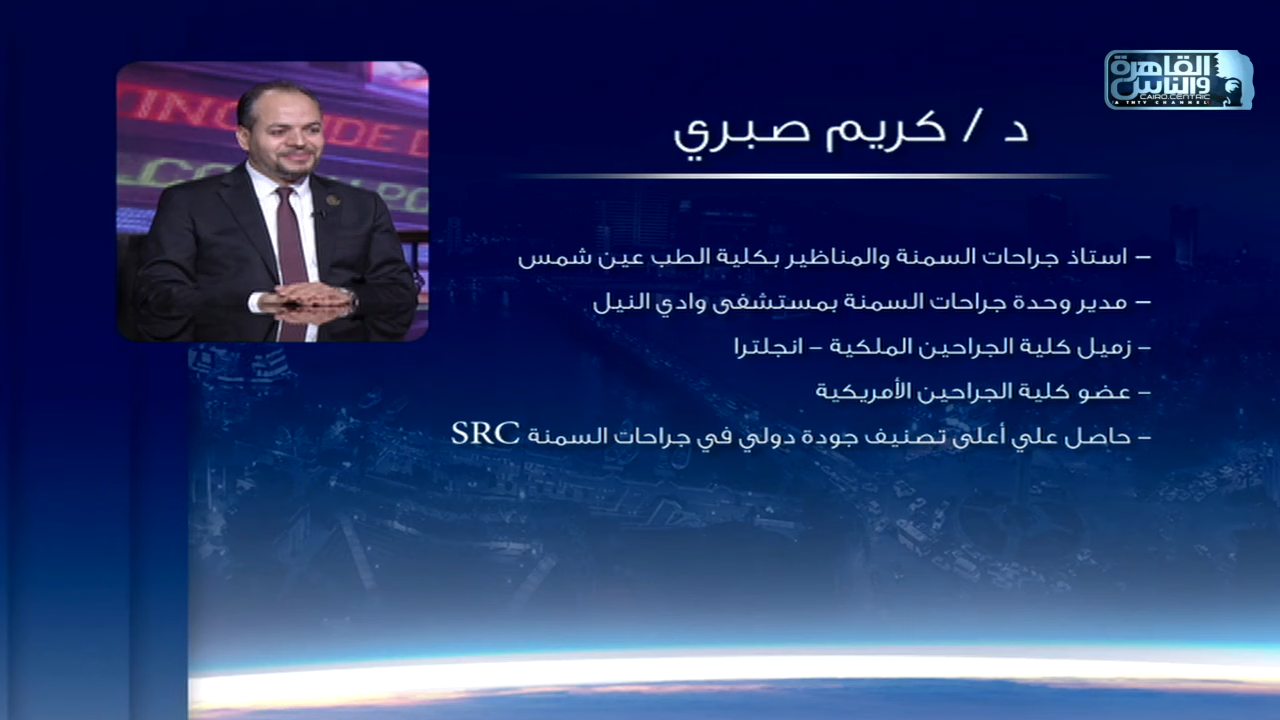 القاهرة
والناس
CAIRO.CENTRIC
A TNTV CHANNEL
د / كريم صبري
– استاذ جراحات السمنة والمناظير بكلية الطب عين شمس
– مدير وحدة جراحات السمنة بمستشفى وادي النيل
– زميل كلية الجراحين الملكية – انجلترا
– عضو كلية الجراحين الأمريكية
– حاصل علي أعلى تصنيف جودة دولي في جراحات السمنة SRC